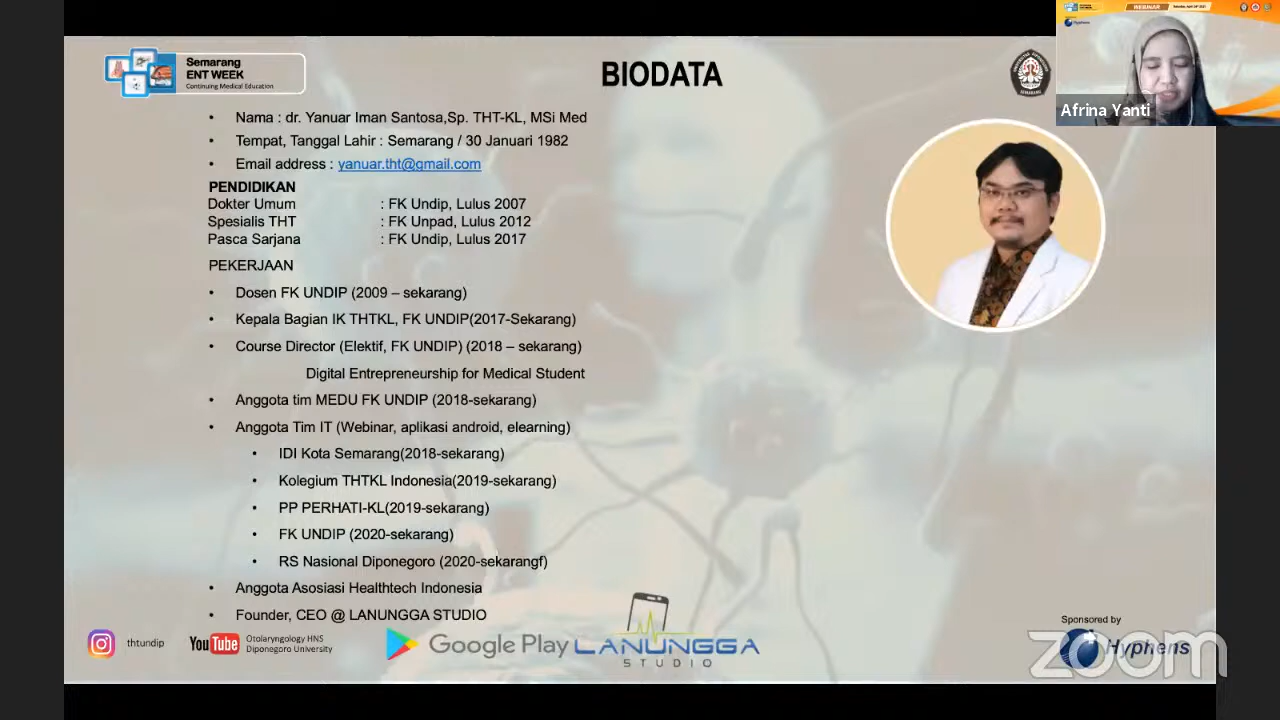 Semarang
ENT WEEK
Continuing Medical Education
BIODATA
WEBINAR
Hyphens
Afrina Yanti
• Nama : dr. Yanuar Iman Santosa,Sp. THT-KL, MSi Med
• Tempat, Tanggal Lahir : Semarang / 30 Januari 1982
• Email address : yanuar.tht@gmail.com
PENDIDIKAN
Dokter Umum : FK Undip, Lulus 2007
Spesialis THT : FK Unpad, Lulus 2012
Pasca Sarjana : FK Undip, Lulus 2017
PEKERJAAN
• Dosen FK UNDIP (2009 – sekarang)
• Kepala Bagian IK THTKL, FK UNDIP(2017-Sekarang)
• Course Director (Elektif, FK UNDIP) (2018 – sekarang)
Digital Entrepreneurship for Medical Student
• Anggota tim MEDU FK UNDIP (2018-sekarang)
• Anggota Tim IT (Webinar, aplikasi android, elearning)
• IDI Kota Semarang(2018-sekarang)
• Kolegium THTKL Indonesia(2019-sekarang)
• PP PERHATI-KL(2019-sekarang)
• FK UNDIP (2020-sekarang)
• RS Nasional Diponegoro (2020-sekarangf)
• Anggota Asosiasi Healthtech Indonesia
• Founder, CEO @ LANUNGGA STUDIO
thtundip
YouTube
Otolaryngology HNS
Diponegoro University
Google Play
LANUNGGA
STUDIO
Sponsored by
Hyphens
zoom